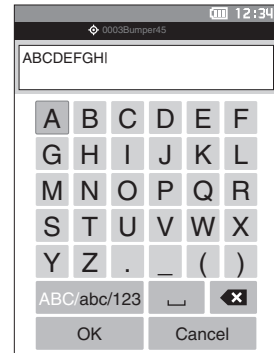 12:34
0003Bumper45
ABCDEFGHI
A B C D E F
G H I J K L
M N O P Q R
S T U V W X
Y Z . _ ( )
ABC/abc/123
OK Cancel